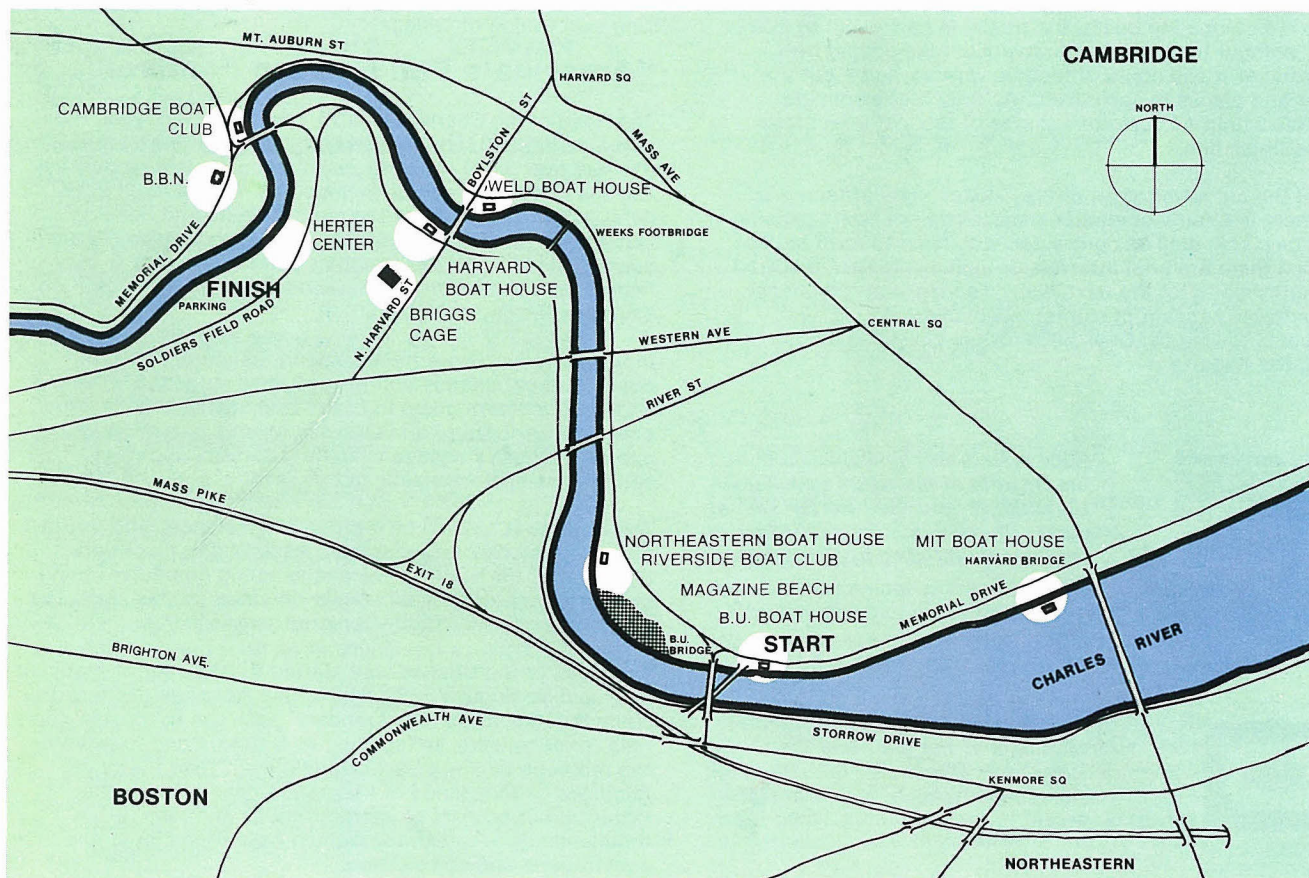 MT. AUBURN ST
CAMBRIDGE
HARVARD SQ
NORTH
CAMBRIDGE BOAT
CLUB
BOYLSTON ST
MASS AVE
B.B.N.
WELD BOAT HOUSE
HERTER
CENTER
WEEKS FOOTBRIDGE
MEMORIAL DRIVE
FINISH
PARKING
HARVARD
BOAT HOUSE
BRIGGS
CAGE
N. HARVARD ST
SOLDIERS FIELD ROAD
WESTERN AVE
CENTRAL SQ
RIVER ST
MASS PIKE
EXIT 18
NORTHEASTERN BOAT HOUSE
RIVERSIDE BOAT CLUB
MIT BOAT HOUSE
HARVARD BRIDGE
MAGAZINE BEACH
MEMORIAL DRIVE
B.U. BOAT HOUSE
B.U.
BRIDGE
START
CHARLES RIVER
BRIGHTON AVE.
COMMONWEALTH AVE
STORROW DRIVE
BOSTON
KENMORE SQ
NORTHEASTERN